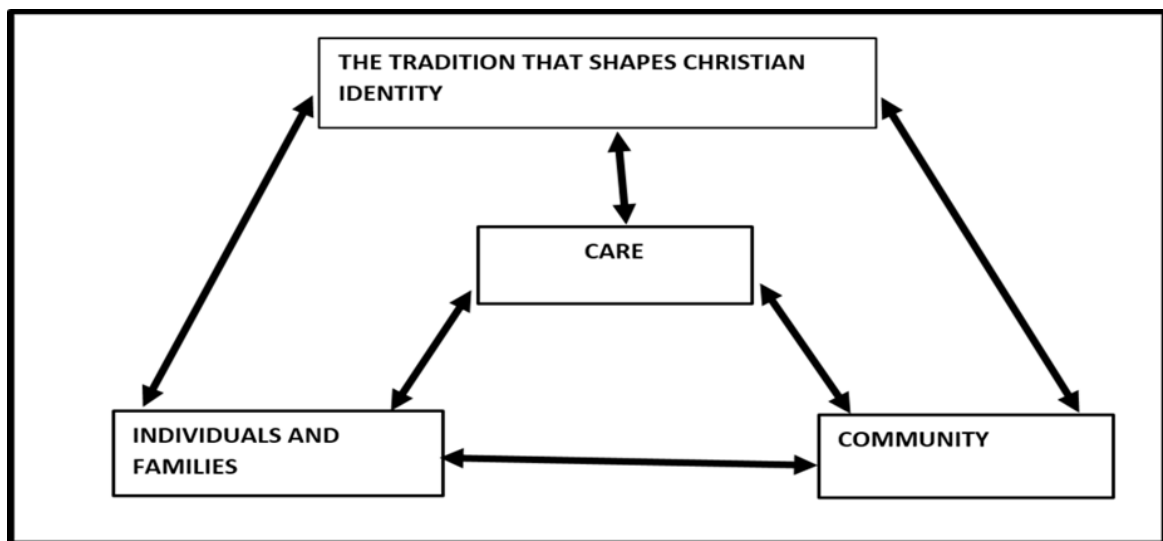 THE TRADITION THAT SHAPES CHRISTIAN
IDENTITY
CARE
INDIVIDUALS AND
FAMILIES
COMMUNITY